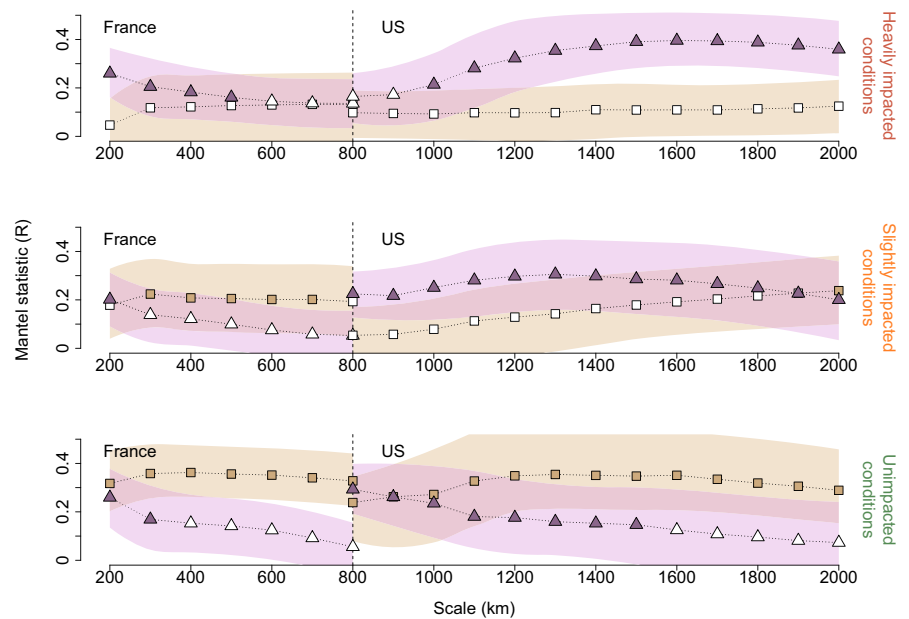 France
US
0.4
0.2
0
200
400
600
800
1000
1200
1400
1600
1800
2000
Heavily impacted
conditions
Mantel statistic (R)
France
US
0.4
0.2
0
200
400
600
800
1000
1200
1400
1600
1800
2000
Slightly impacted
conditions
France
US
0.4
0.2
0
200
400
600
800
1000
1200
1400
1600
1800
2000
Unimpacted
conditions
Scale (km)